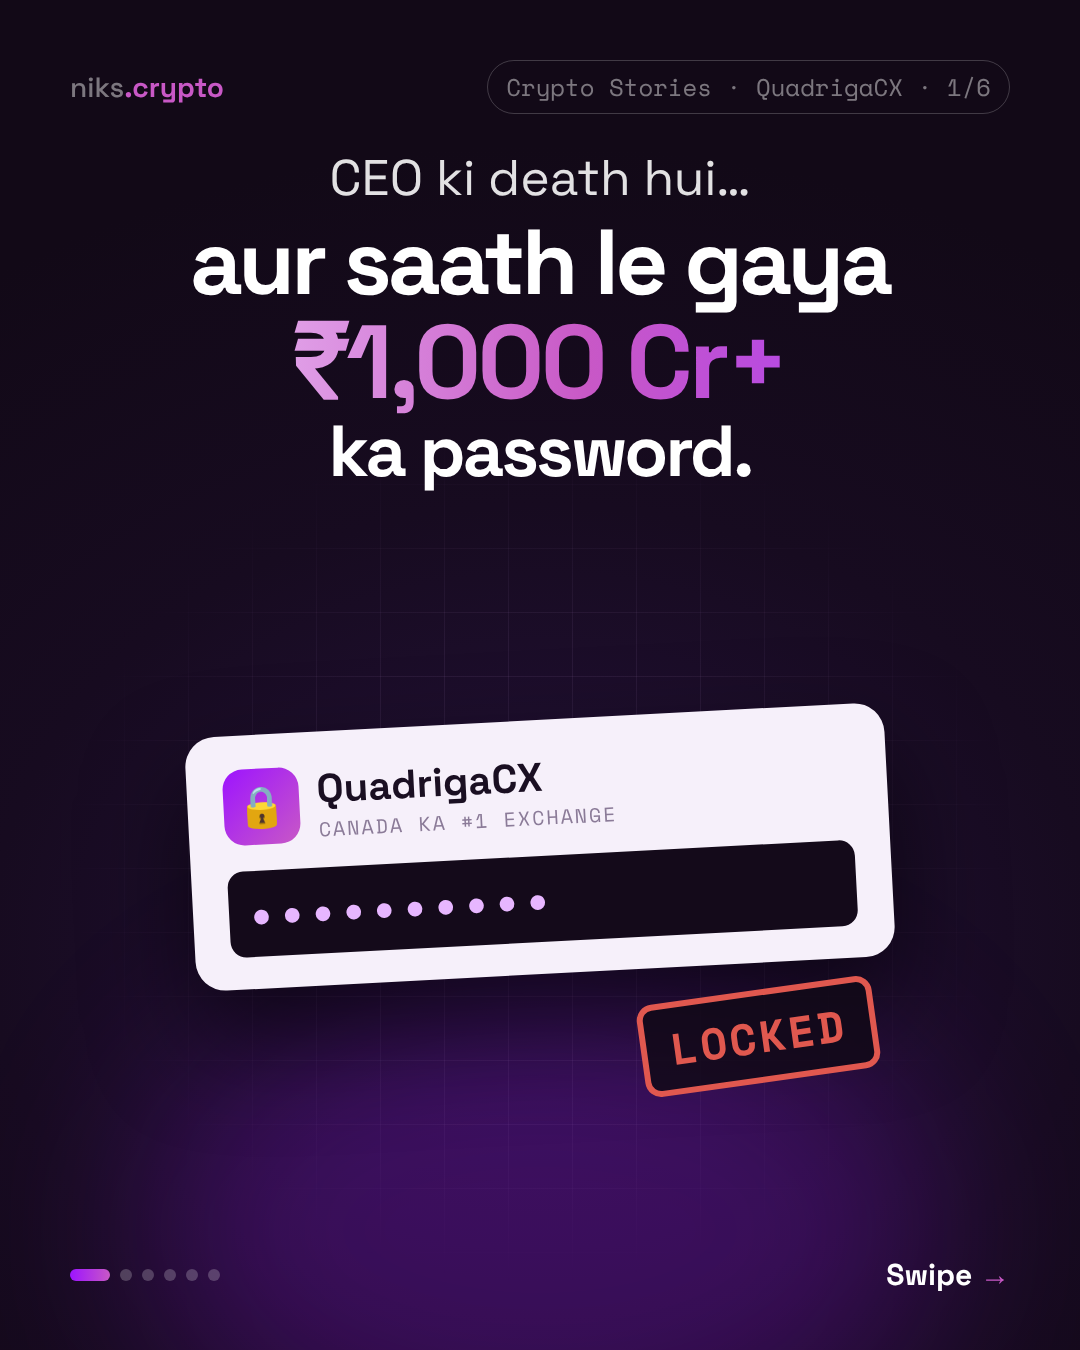 niks.crypto
Crypto Stories · QuadrigaCX · 1/6
CEO ki death hui...
aur saath le gaya
₹1,000 Cr+
ka password.
QuadrigaCX
CANADA KA #1 EXCHANGE
LOCKED
Swipe →